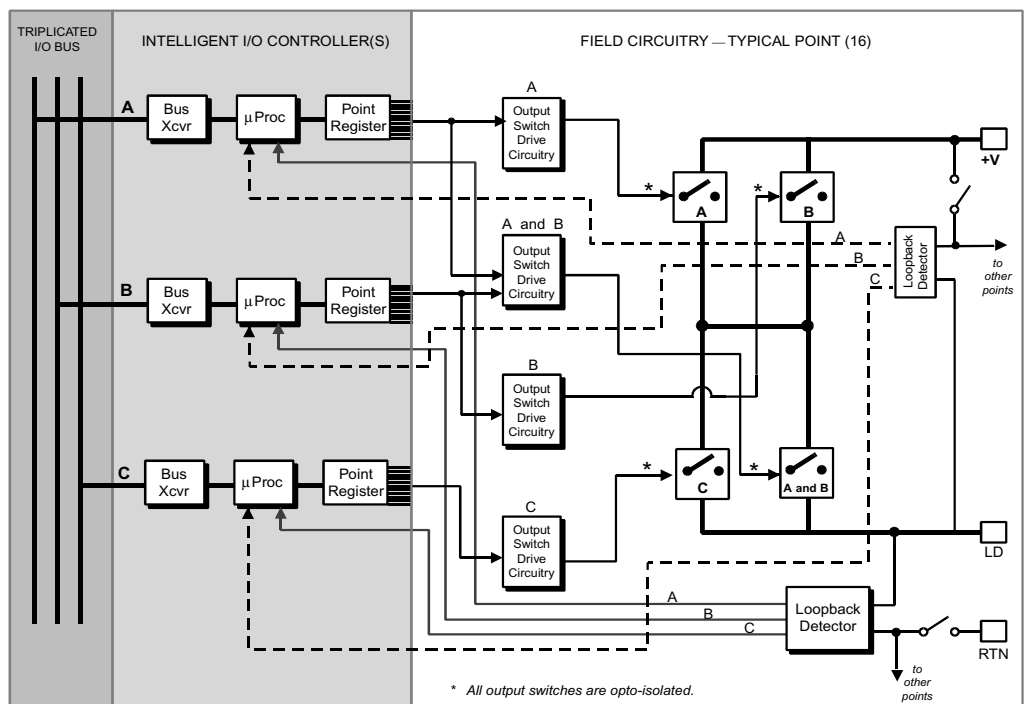 TRIPLICATED
I/O BUS
INTELLIGENT I/O CONTROLLER(S)
FIELD CIRCUITRY — TYPICAL POINT (16)
A
Bus
Xcvr
µ Proc
Point
Register
A
Output
Switch
Drive
Circuitry
*
A
*
B
+V
A and B
Output
Switch
Drive
Circuitry
A
B
C
Loopback
Detector
to
other
points
B
Bus
Xcvr
µ Proc
Point
Register
B
Output
Switch
Drive
Circuitry
C
Bus
Xcvr
µ Proc
Point
Register
*
C
*
A and B
C
Output
Switch
Drive
Circuitry
LD
A
B
C
Loopback
Detector
RTN
to
other
points
* All output switches are opto-isolated.